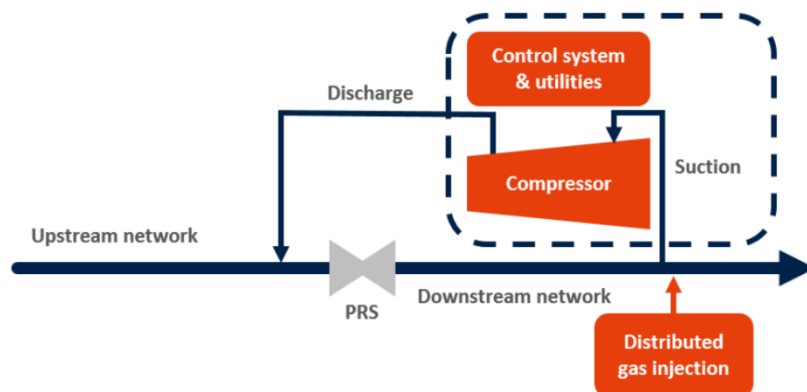 Control system
& utilities
Discharge
Compressor
Suction
Upstream network
PRS
Downstream network
Distributed
gas injection